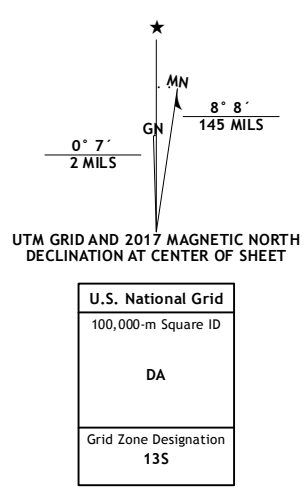 ★
MN
8° 8´
145 MILS
GN
0° 7´
2 MILS
UTM GRID AND 2017 MAGNETIC NORTH
DECLINATION AT CENTER OF SHEET
U.S. National Grid
100,000-m Square ID
DA
Grid Zone Designation
13S